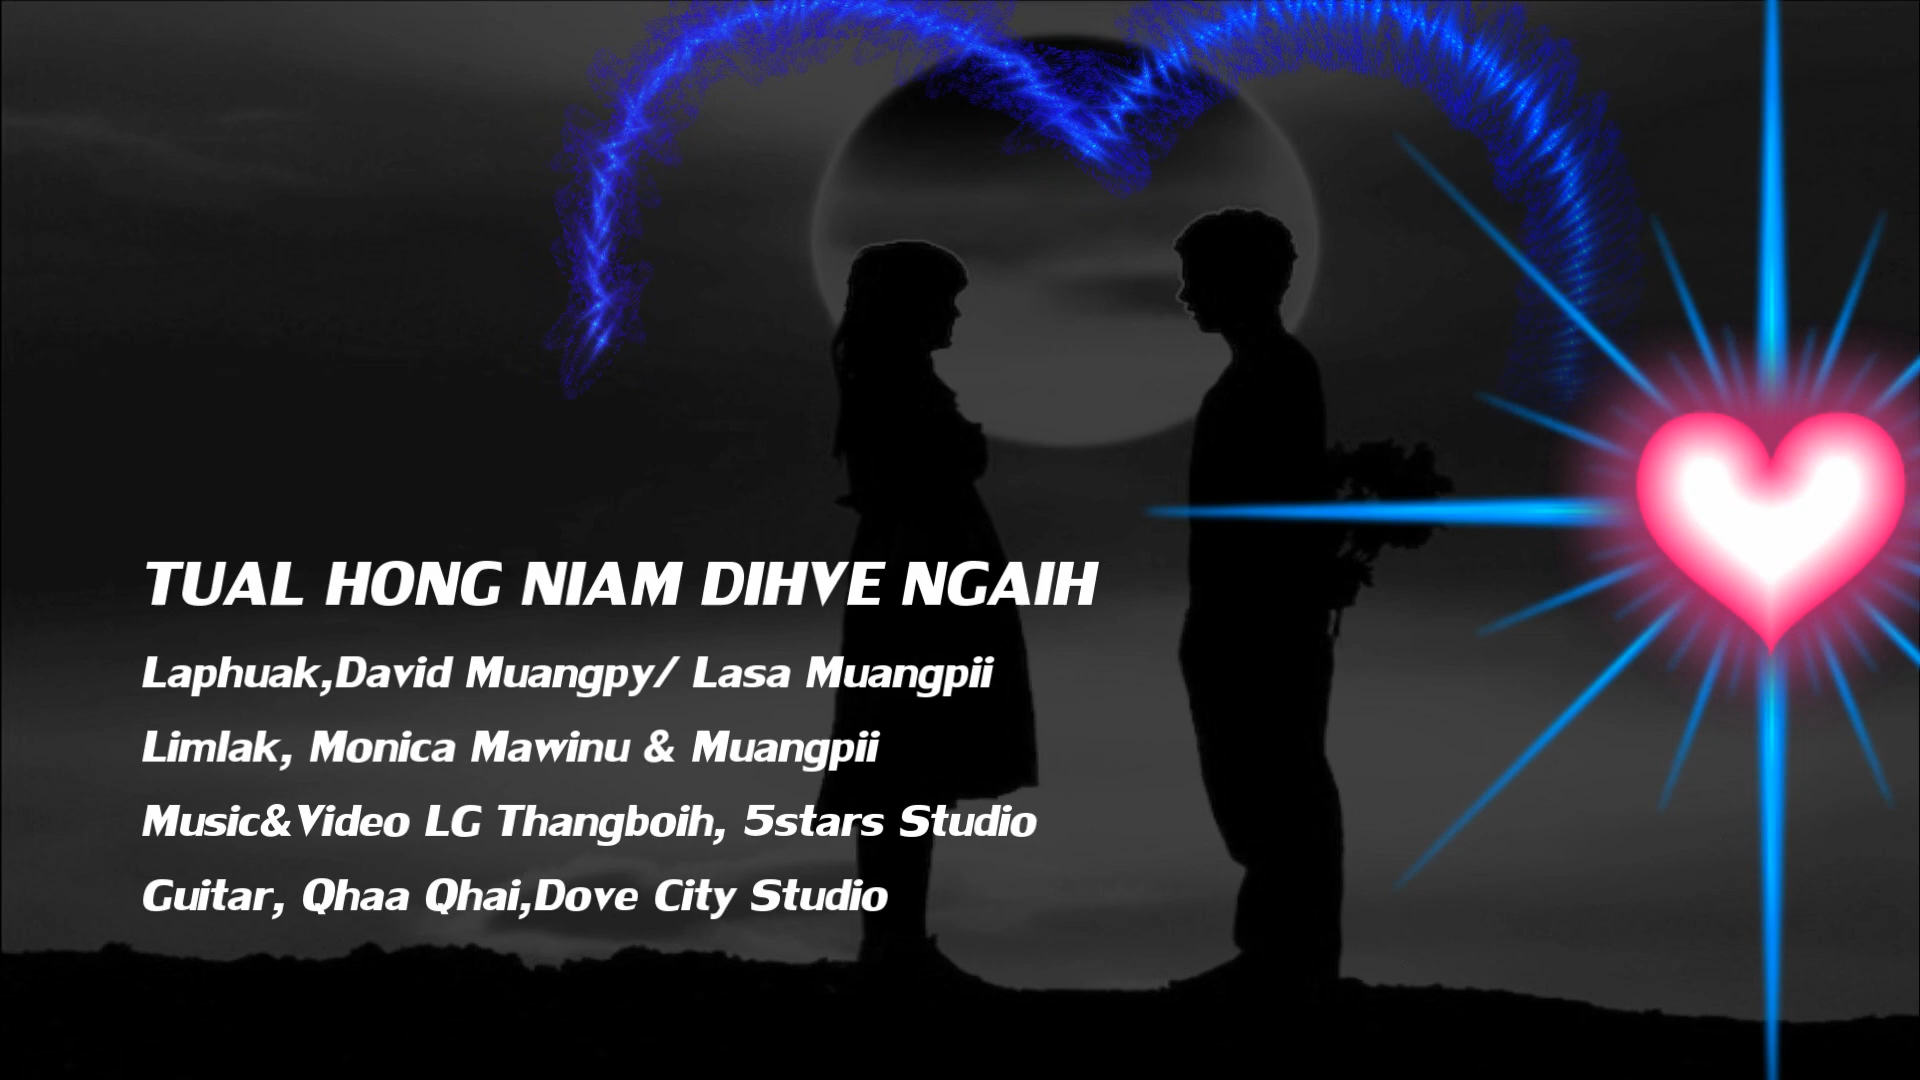 TUAL HONG NIAM DIHVE NGAIH
Laphuak,David Muangpy/ Lasa Muangpii
Limlak, Monica Mawinu & Muangpii
Music&Video LG Thangboih, 5stars Studio
Guitar, Qhaa Qhai,Dove City Studio